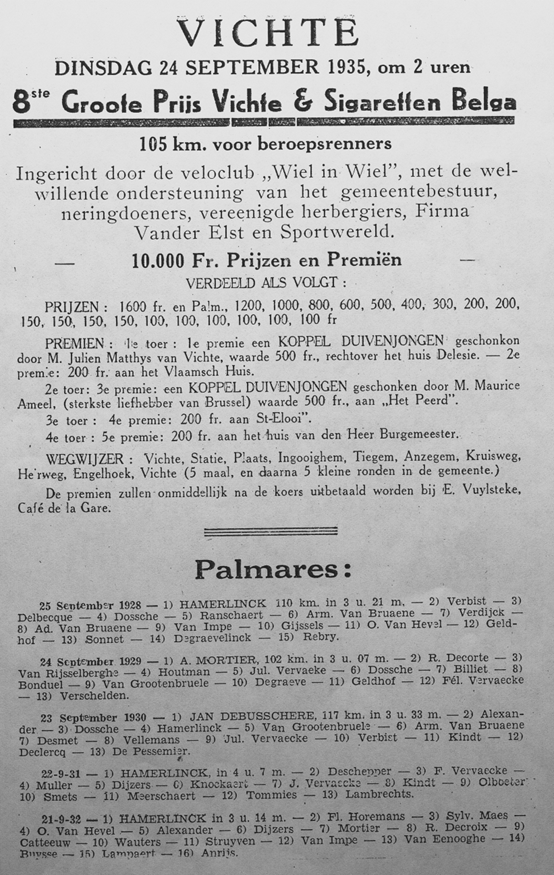 VICHTE
DINSDAG 24 SEPTEMBER 1935, om 2 uren
8ste Groote Prijs Vichte & Sigaretten Belga
105 km. voor beroepsrenners
Ingericht door de veloclub „Wiel in Wiel”, met de wel-
willende ondersteuning van het gemeentebestuur,
neringdoeners, vereenigde herbergiers, Firma
Vander Elst en Sportwereld.
— 10.000 Fr. Prijzen en Premiën —
VERDEELD ALS VOLGT :
PRIJZEN : 1600 fr. en Palm., 1200, 1000, 800, 600, 500, 400, 300, 200, 200,
150, 150, 150, 150, 100, 100, 100, 100, 100, 100 fr
PREMIEN : 1e toer : 1e premie een KOPPEL DUIVENJONGEN geschonkon
door M. Julien Matthys van Vichte, waarde 500 fr., rechtover het huis Delesie. — 2e
premie: 200 fr. aan het Vlaamsch Huis.
2e toer: 3e premie: een KOPPEL DUIVENJONGEN geschonken door M. Maurice
Ameel, (sterkste liefhebber van Brussel) waarde 500 fr., aan „Het Peerd”.
3e toer : 4e premie: 200 fr. aan St-Elooi”.
4e toer : 5e premie: 200 fr. aan het huis van den Heer Burgemeester.
WEGWIJZER : Vichte, Statie, Plaats, Ingooighem, Tiegem, Anzegem, Kruisweg,
Herweg, Engelhoek, Vichte (5 maal, en daarna 5 kleine ronden in de gemeente.)
De premien zullen onmiddellijk na de koers uitbetaald worden bij E. Vuylsteke,
Café de la Gare.
Palmares :
25 September 1928 — 1) HAMERLINCK 110 km. in 3 u. 21 m. — 2) Verbist — 3)
Delbecque — 4) Dossche — 5) Ranschaert — 6) Arm. Van Bruaene — 7) Verdijck —
8) Ad. Van Bruaene — 9) Van Impe — 10) Gijssels — 11) O. Van Hevel — 12) Geld-
hof — 13) Sonnet — 14) Degraevelinck — 15) Rebry.
24 September 1929 — 1) A. MORTIER, 102 km. in 3 u. 07 m. — 2) R. Decorte — 3)
Van Rijsselberghe — 4) Houtman — 5) Jul. Vervaeke — 6) Dossche — 7) Billiet — 8)
Bonduel — 9) Van Grootenbruele — 10) Degraeve — 11) Geldhof — 12) Fél. Vervaecke
— 13) Verschelden.
23 September 1930 — 1) JAN DEBUSSCHERE, 117 km. in 3 u. 33 m. — 2) Alexan-
der — 3) Dossche — 4) Hamerlinck — 5) Van Grootenbruele — 6) Arm. Van Bruaene
7) Desmet — 8) Vellemans — 9) Jul. Vervaecke — 10) Verbist — 11) Kindt — 12)
Declercq — 13) De Pessemier.
22-9-31 — 1) HAMERLINCK, in 4 u. 7 m. — 2) Deschepper — 3) F. Vervaecke —
4) Muller — 5) Dijzers — 6) Knockaert — 7) J. Vervaecke — 8) Kindt — 9) Olboeter
10) Smets — 11) Meerschaert — 12) Tommies — 13) Lambrechts.
21-9-32 — 1) HAMERLINCK in 3 u. 14 m. — 2) Fl. Horemans — 3) Sylv. Maes —
4) O. Van Hevel — 5) Alexander — 6) Dijzers — 7) Mortier — 8) R. Decroix — 9)
Catteeuw — 10) Wauters — 11) Struyven — 12) Van Impe — 13) Van Eenooghe — 14)
Buysse — 15) Lampaert — 16) Anrijs.